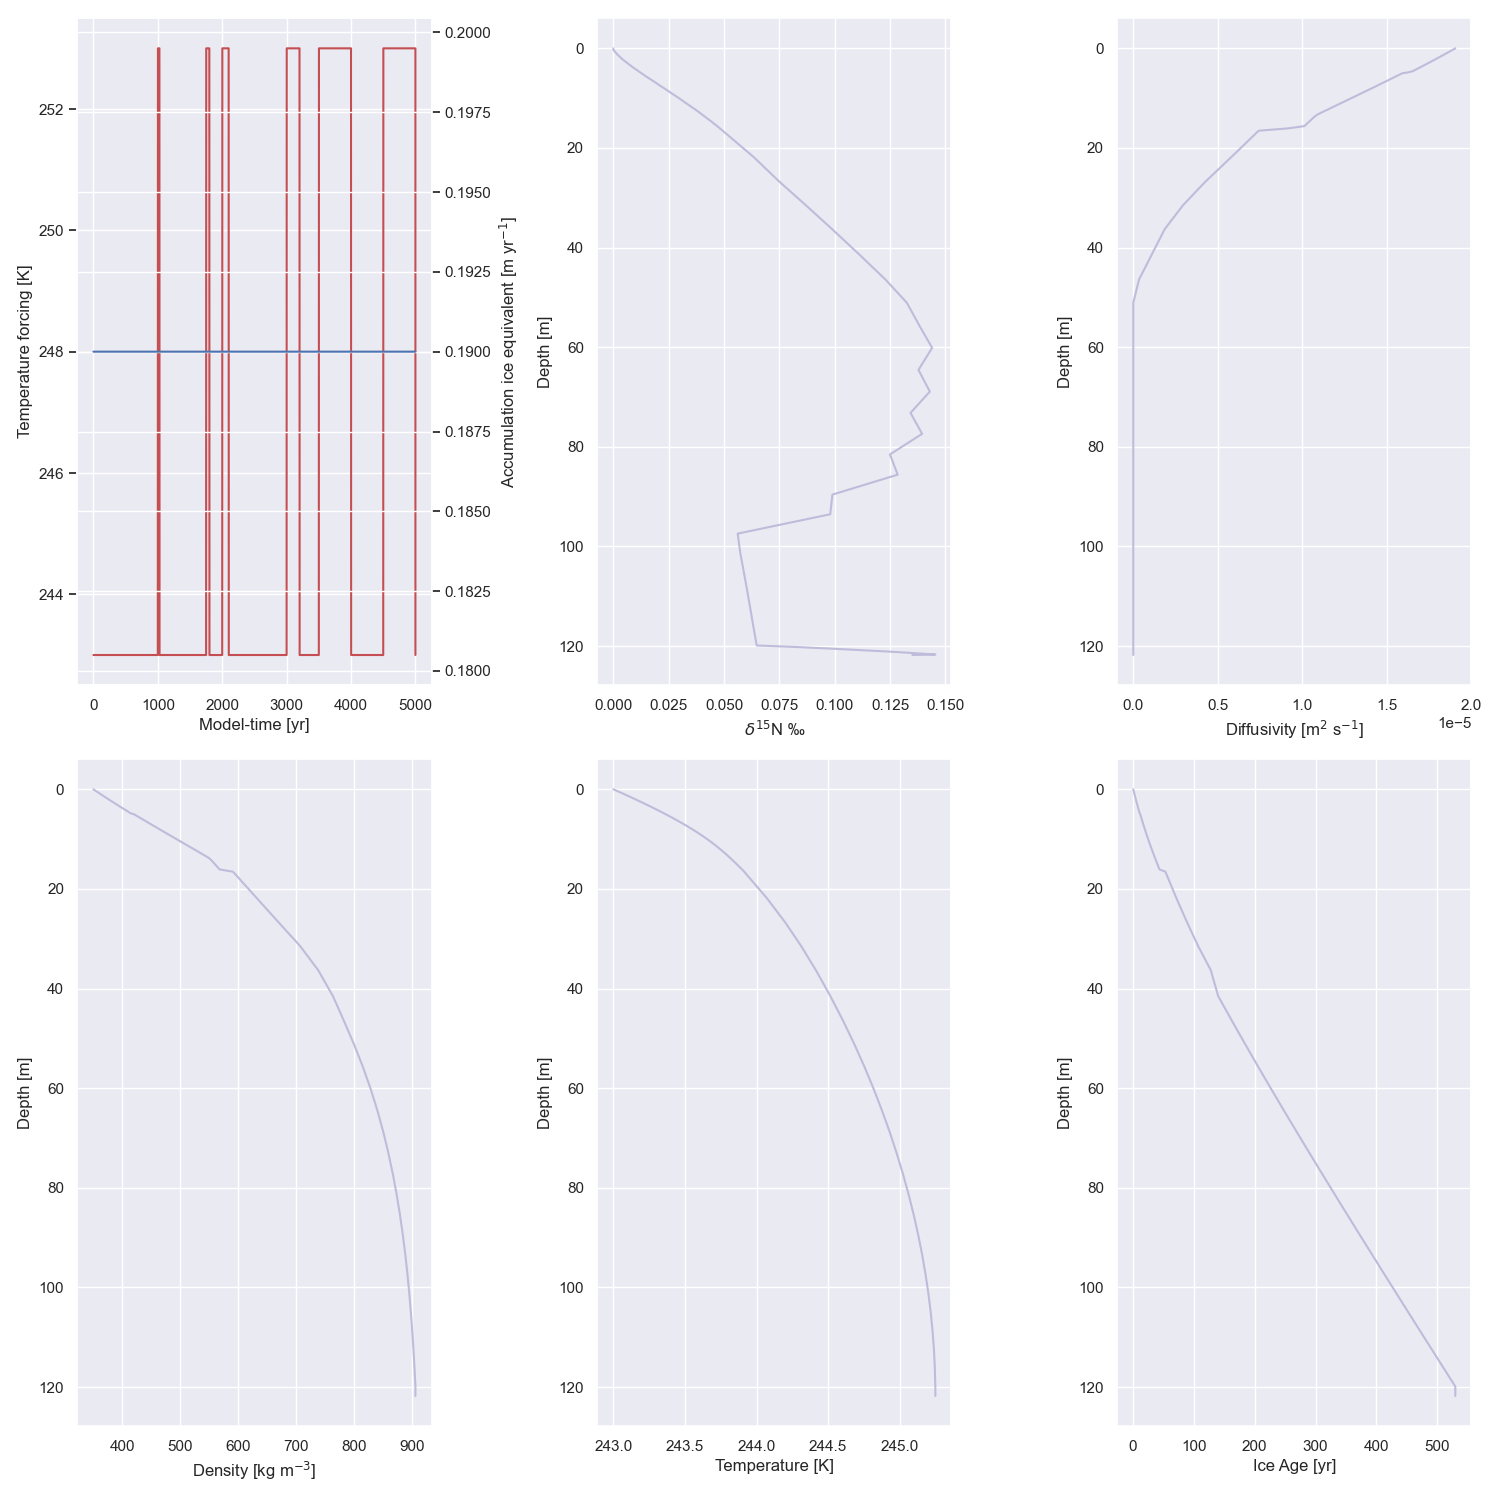 0.2000
252
0.1975
250
0.1950
0.1925
248
0.1900
0.1875
246
0.1850
244
0.1825
0.1800
Temperature forcing [K]
Accumulation ice equivalent [m yr⁻¹]
0 1000 2000 3000 4000 5000
Model-time [yr]
0
20
40
60
80
100
120
Depth [m]
0.000 0.025 0.050 0.075 0.100 0.125 0.150
δ¹⁵N ‰
0
20
40
60
80
100
120
Depth [m]
0.0 0.5 1.0 1.5 2.0
1e−5
Diffusivity [m² s⁻¹]
0
20
40
60
80
100
120
Depth [m]
400 500 600 700 800 900
Density [kg m⁻³]
0
20
40
60
80
100
120
Depth [m]
243.0 243.5 244.0 244.5 245.0
Temperature [K]
0
20
40
60
80
100
120
Depth [m]
0 100 200 300 400 500
Ice Age [yr]